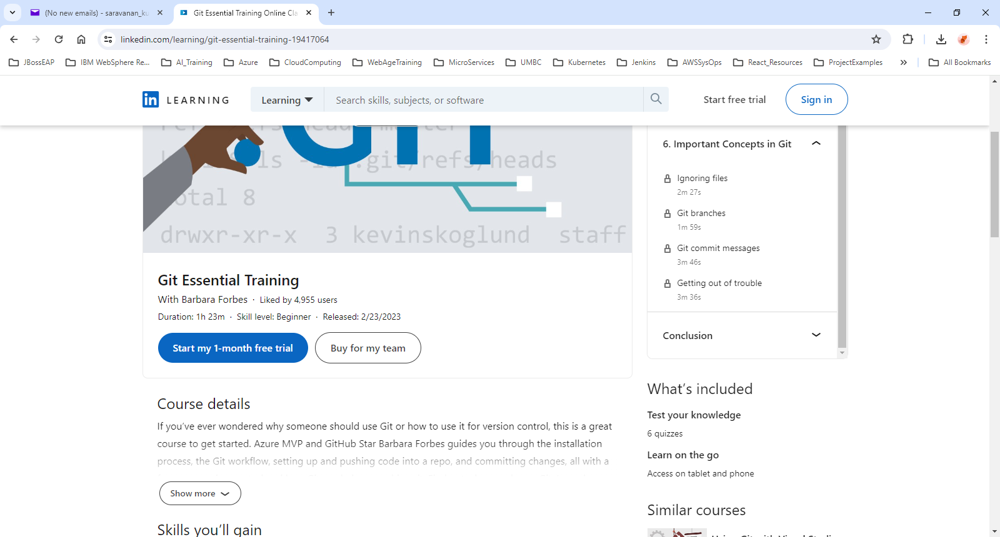 (No new emails) - saravanan_ku
Git Essential Training Online Cla
linkedin.com/learning/git-essential-training-19417064
JBossEAP
IBM WebSphere Re...
AI_Training
Azure
CloudComputing
WebAgeTraining
MicroServices
UMBC
Kubernetes
Jenkins
AWSSysOps
React_Resources
ProjectExamples
»
All Bookmarks
in LEARNING
Learning
Search skills, subjects, or software
Start free trial
Sign in
GIT
ls -la .git/refs/heads
total 8
drwxr-xr-x 3 kevinskoglund staff
Git Essential Training
With Barbara Forbes · Liked by 4,955 users
Duration: 1h 23m · Skill level: Beginner · Released: 2/23/2023
Start my 1-month free trial
Buy for my team
Course details
If you've ever wondered why someone should use Git or how to use it for version control, this is a great
course to get started. Azure MVP and GitHub Star Barbara Forbes guides you through the installation
process, the Git workflow, setting up and pushing code into a repo, and committing changes, all with a
Show more
Skills you'll gain
6. Important Concepts in Git
Ignoring files
2m 27s
Git branches
1m 59s
Git commit messages
3m 46s
Getting out of trouble
3m 36s
Conclusion
What's included
Test your knowledge
6 quizzes
Learn on the go
Access on tablet and phone
Similar courses
Using Git with Visual Studio